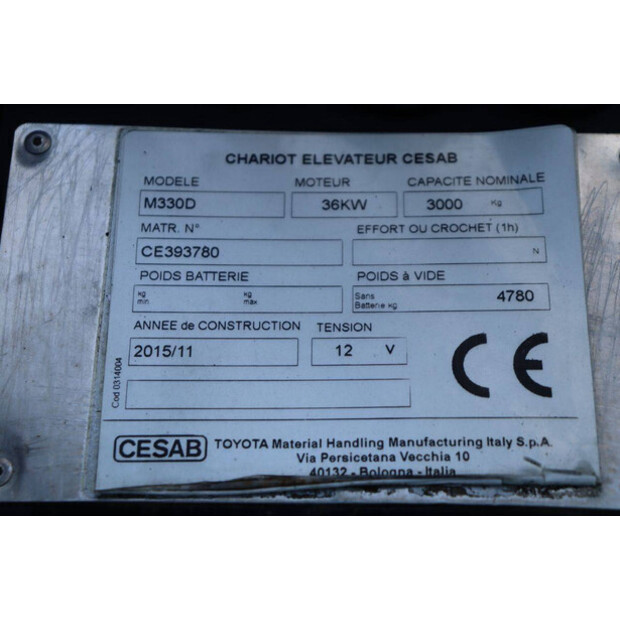 CHARIOT ELEVATEUR CESAB
MODELE MOTEUR CAPACITE NOMINALE
M330D 36KW 3000 Kg
MATR. N° EFFORT OU CROCHET (1h)
CE393780 N
POIDS BATTERIE POIDS à VIDE
kg min kg max Sans Batterie kg 4780
ANNEE de CONSTRUCTION TENSION
2015/11 12 V
CE
Cod 0314004
CESAB TOYOTA Material Handling Manufacturing Italy S.p.A.
Via Persicetana Vecchia 10
40132 - Bologna - Italia